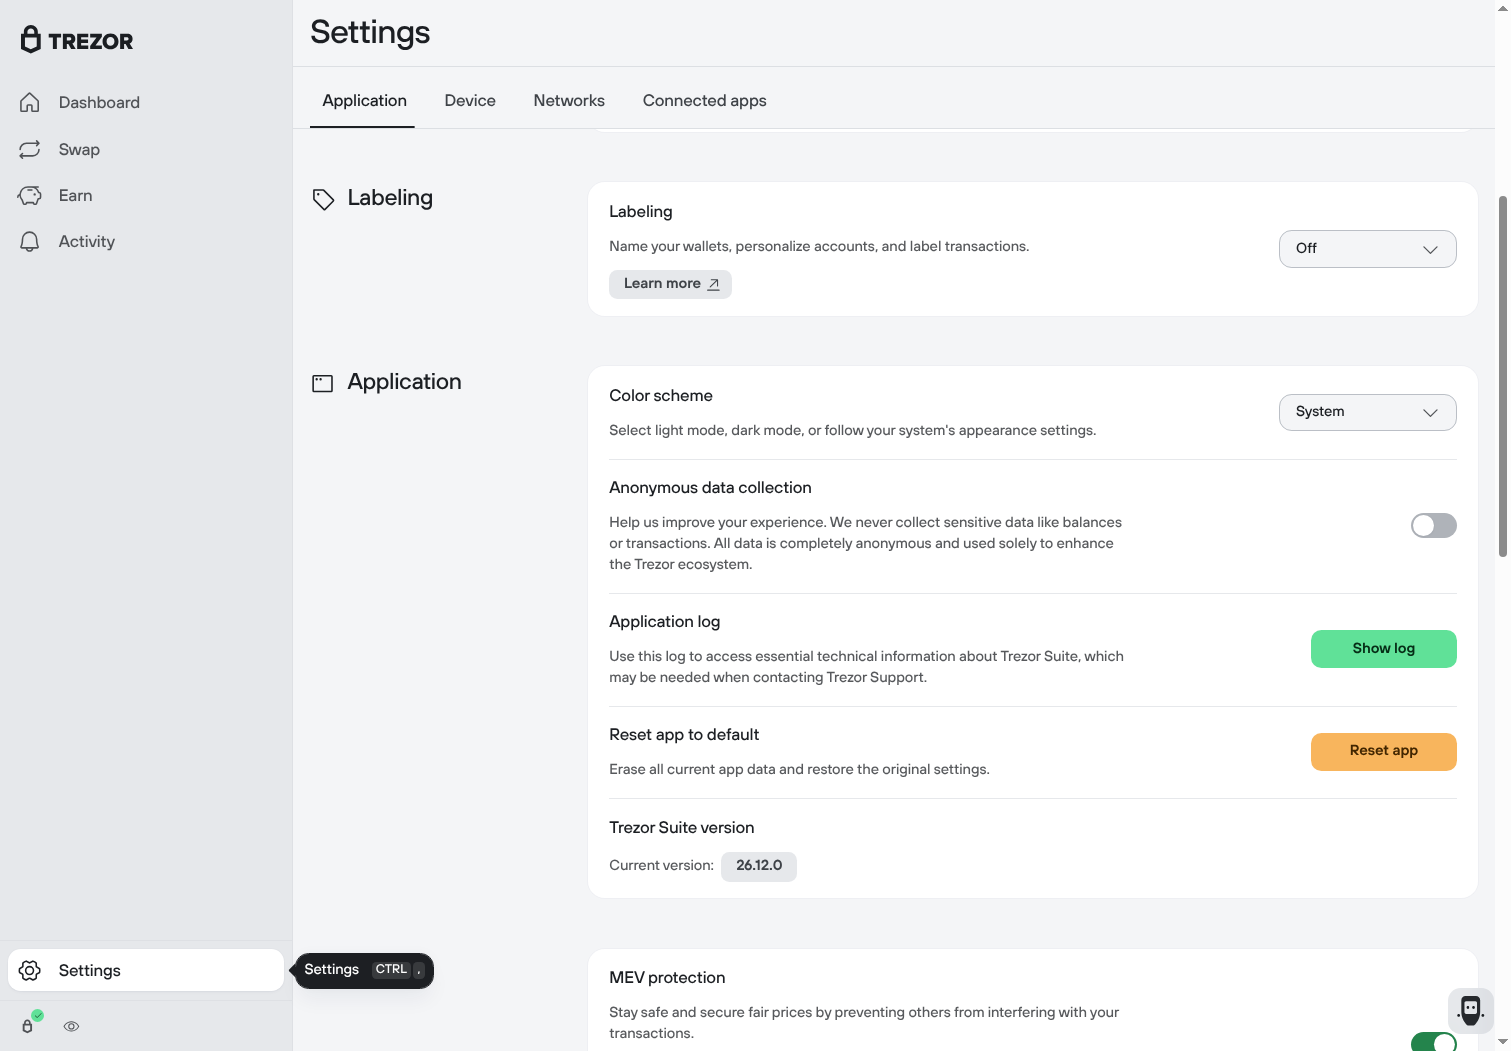 TREZOR
Dashboard
Swap
Earn
Activity
Settings
Application
Device
Networks
Connected apps
Labeling
Labeling
Name your wallets, personalize accounts, and label transactions.
Learn more
Off
Application
Color scheme
Select light mode, dark mode, or follow your system's appearance settings.
System
Anonymous data collection
Help us improve your experience. We never collect sensitive data like balances
or transactions. All data is completely anonymous and used solely to enhance
the Trezor ecosystem.
Application log
Use this log to access essential technical information about Trezor Suite, which
may be needed when contacting Trezor Support.
Show log
Reset app to default
Erase all current app data and restore the original settings.
Reset app
Trezor Suite version
Current version: 26.12.0
MEV protection
Stay safe and secure fair prices by preventing others from interfering with your
transactions.
Settings
Settings CTRL ,